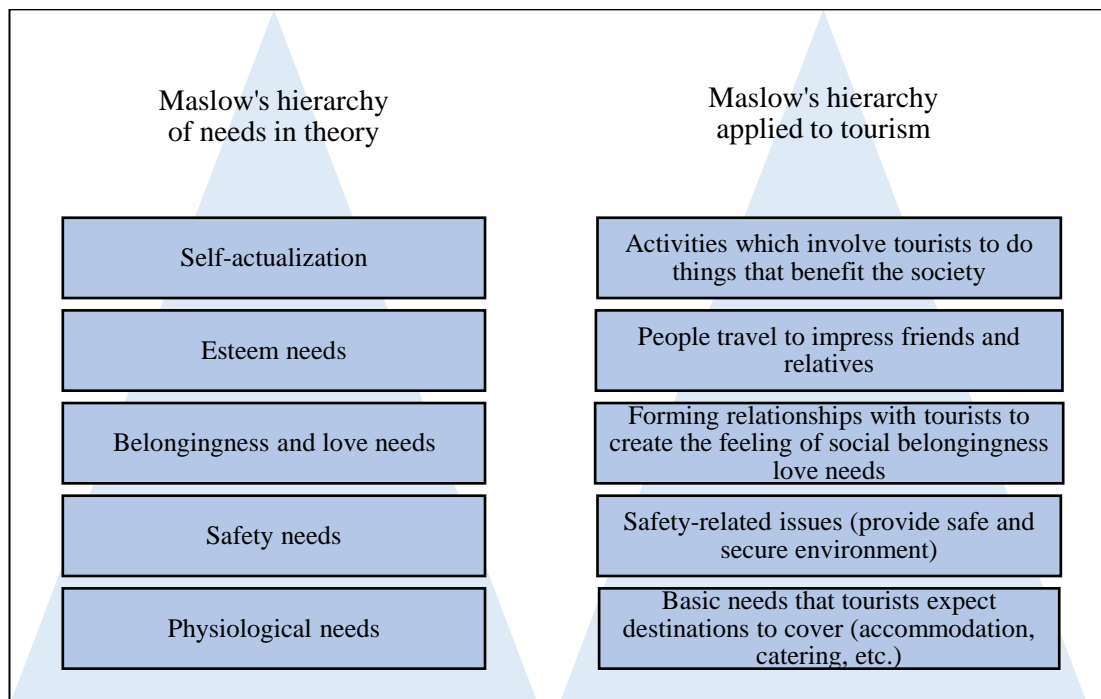 Maslow's hierarchy
of needs in theory
Self-actualization
Esteem needs
Belongingness and love needs
Safety needs
Physiological needs
Maslow's hierarchy
applied to tourism
Activities which involve tourists to do
things that benefit the society
People travel to impress friends and
relatives
Forming relationships with tourists to
create the feeling of social belongingness
love needs
Safety-related issues (provide safe and
secure environment)
Basic needs that tourists expect
destinations to cover (accommodation,
catering, etc.)